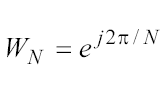 W_N = e^{j2π/N}